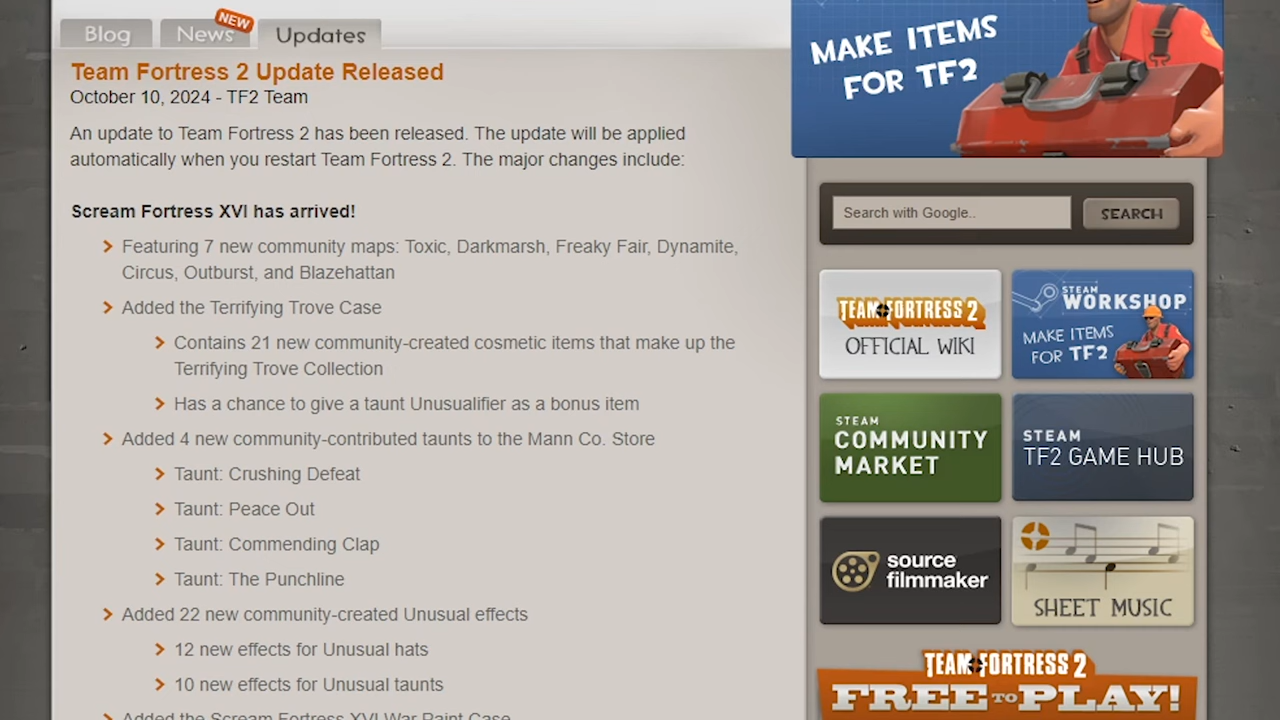 Blog
News
NEW
Updates
Team Fortress 2 Update Released
October 10, 2024 - TF2 Team
An update to Team Fortress 2 has been released. The update will be applied
automatically when you restart Team Fortress 2. The major changes include:
Scream Fortress XVI has arrived!
Featuring 7 new community maps: Toxic, Darkmarsh, Freaky Fair, Dynamite,
Circus, Outburst, and Blazehattan
Added the Terrifying Trove Case
Contains 21 new community-created cosmetic items that make up the
Terrifying Trove Collection
Has a chance to give a taunt Unusualifier as a bonus item
Added 4 new community-contributed taunts to the Mann Co. Store
Taunt: Crushing Defeat
Taunt: Peace Out
Taunt: Commending Clap
Taunt: The Punchline
Added 22 new community-created Unusual effects
12 new effects for Unusual hats
10 new effects for Unusual taunts
Added the Scream Fortress XVI War Paint Case
MAKE ITEMS
FOR TF2
Search with Google..
SEARCH
TEAM FORTRESS 2
OFFICIAL WIKI
STEAM
WORKSHOP
MAKE ITEMS
FOR TF2
STEAM
COMMUNITY
MARKET
STEAM
TF2 GAME HUB
source
filmmaker
SHEET MUSIC
TEAM FORTRESS 2
FREE TO PLAY!